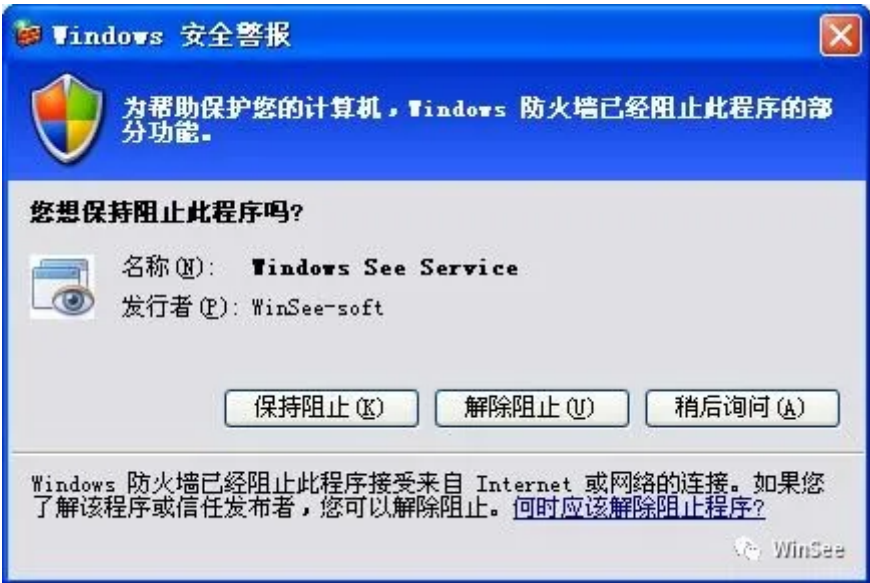 Windows 安全警报
为帮助保护您的计算机，Windows 防火墙已经阻止此程序的部
分功能。
您想保持阻止此程序吗?
名称(N): Windows See Service
发行者(P): WinSee-soft
保持阻止(K) 解除阻止(U) 稍后询问(A)
Windows 防火墙已经阻止此程序接受来自 Internet 或网络的连接。如果您
了解该程序或信任发布者，您可以解除阻止。何时应该解除阻止程序?
WinSee